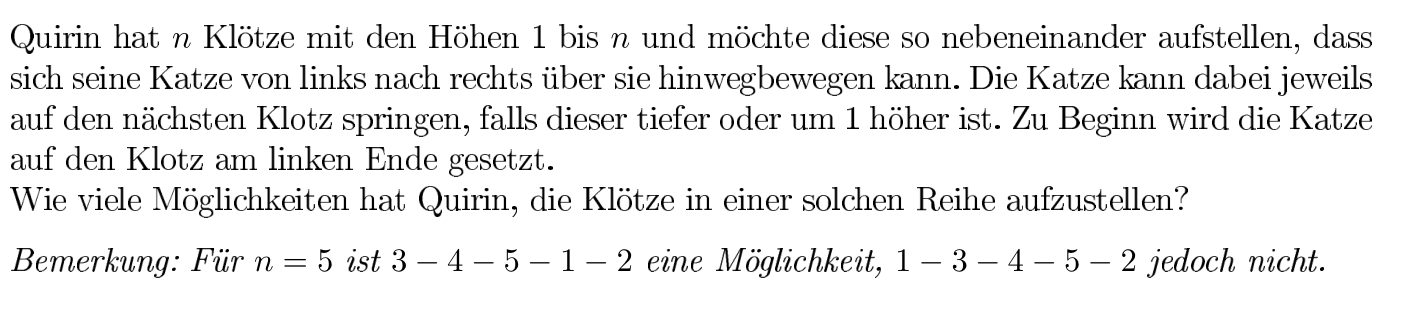 Quirin hat n Klötze mit den Höhen 1 bis n und möchte diese so nebeneinander aufstellen, dass
sich seine Katze von links nach rechts über sie hinwegbewegen kann. Die Katze kann dabei jeweils
auf den nächsten Klotz springen, falls dieser tiefer oder um 1 höher ist. Zu Beginn wird die Katze
auf den Klotz am linken Ende gesetzt.
Wie viele Möglichkeiten hat Quirin, die Klötze in einer solchen Reihe aufzustellen?
Bemerkung: Für n = 5 ist 3 – 4 – 5 – 1 – 2 eine Möglichkeit, 1 – 3 – 4 – 5 – 2 jedoch nicht.